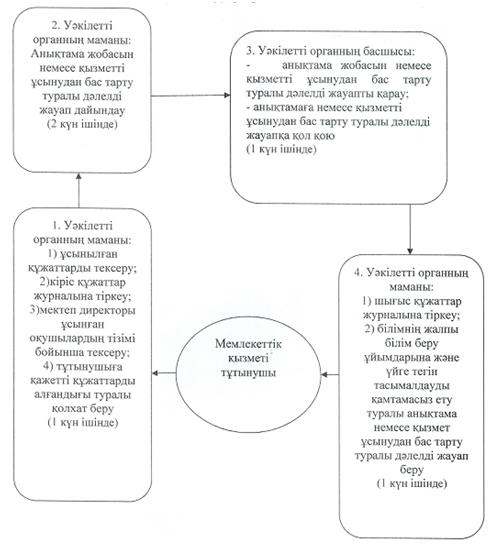 2. Уәкілетті
органның маманы:
Анықтама жобасын
немесе қызметті
ұсынудан бас тарту
туралы дәлелді
жауап дайындау
(2 күн ішінде)
3. Уәкілетті органның басшысы:
- анықтама жобасын немесе
қызметті ұсынудан бас тарту
туралы дәлелді жауапты қарау;
- анықтамаға немесе қызметті
ұсынудан бас тарту туралы дәлелді
жауапқа қол қою
(1 күн ішінде)
1. Уәкілетті
органның маманы:
1) ұсынылған
құжаттарды тексеру;
2)кіріс құжаттар
журналына тіркеу;
3)мектеп директоры
ұсынған
оқушылардың тізімі
бойынша тексеру;
4) тұтынушыға
қажетті құжаттарды
алғандығы туралы
қолхат беру
(1 күн ішінде)
Мемлекеттік
қызметі
тұтынушы
4. Уәкілетті органның
маманы:
1) шығыс құжаттар
журналына тіркеу;
2) білімнің жалпы
білім беру
ұйымдарына және
үйге тегін
тасымалдауды
қамтамасыз ету
туралы анықтама
немесе қызмет
ұсынудан бас тарту
туралы дәлелді жауап
беру
(1 күн ішінде)